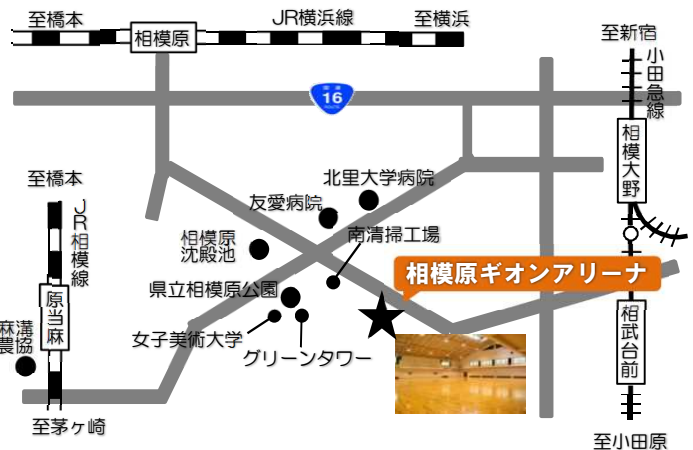 至橋本
JR横浜線
至横浜
相模原
至新宿
小田急線
16
相模大野
至橋本
JR相模線
北里大学病院
友愛病院
相模原
沈殿池
南清掃工場
相模原ギオンアリーナ
県立相模原公園
原当麻
相武台前
麻溝
農協
女子美術大学
グリーンタワー
至茅ヶ崎
至小田原